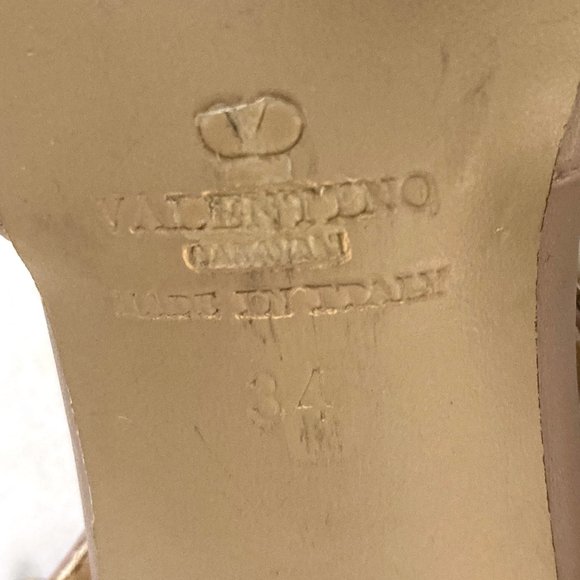 V
VALENTINO
GARAVANI
MADE IN ITALY
34